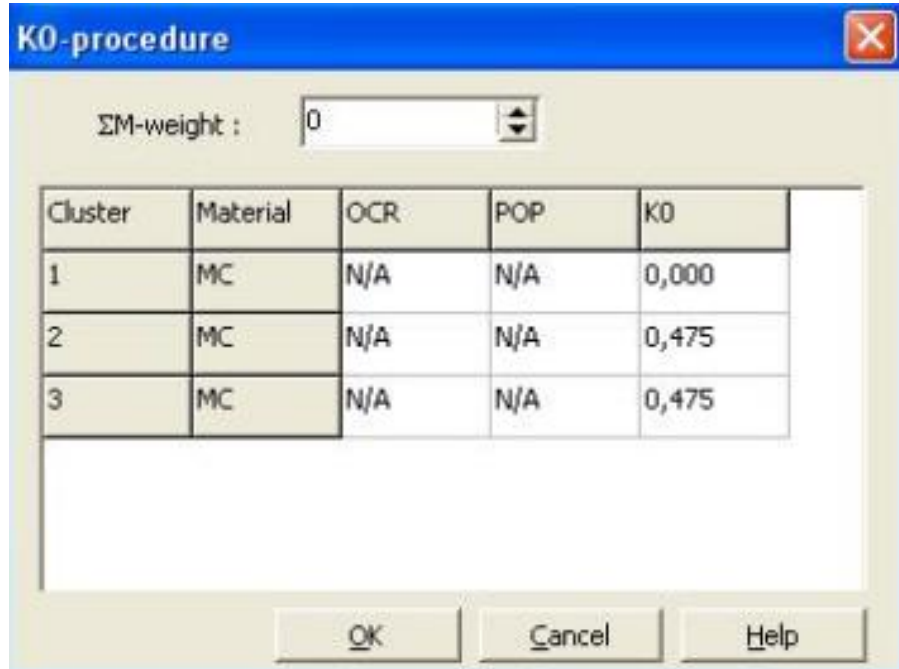 K0-procedure
ΣM-weight : 0
Cluster Material OCR POP K0
1 MC N/A N/A 0,000
2 MC N/A N/A 0,475
3 MC N/A N/A 0,475
OK Cancel Help